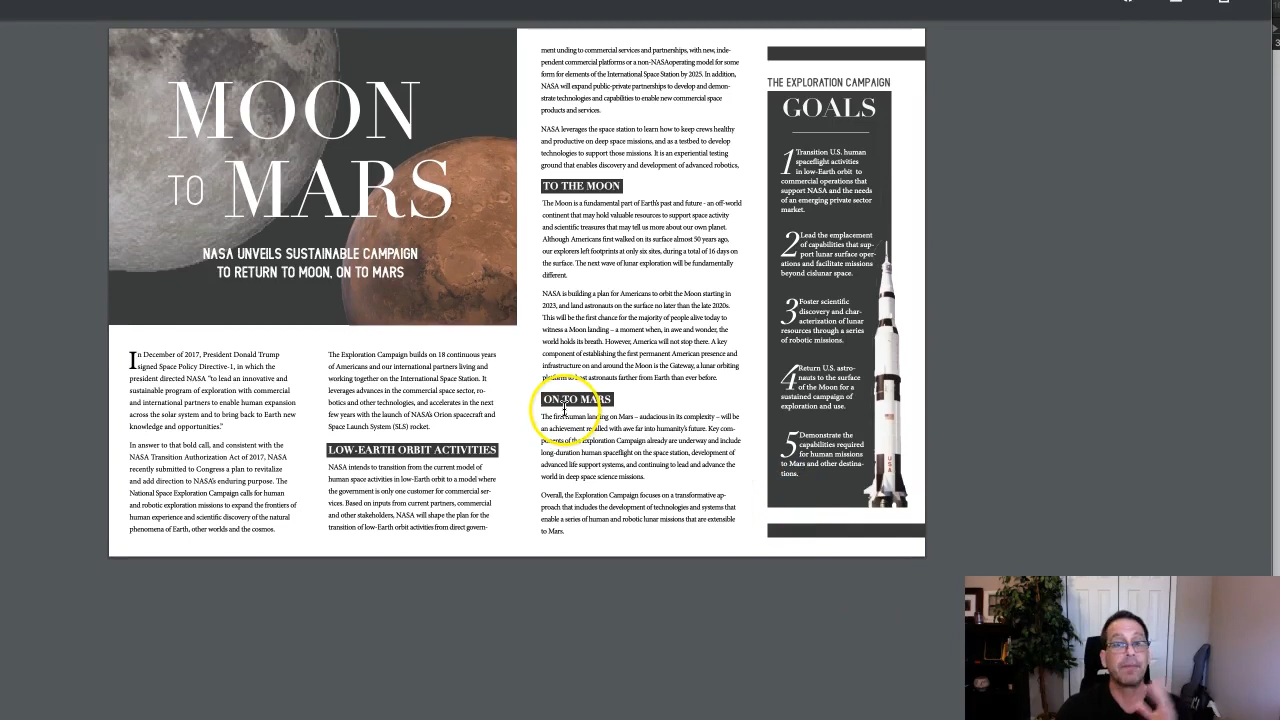 MOON
TO MARS
NASA UNVEILS SUSTAINABLE CAMPAIGN
TO RETURN TO MOON, ON TO MARS
In December of 2017, President Donald Trump
signed Space Policy Directive-1, in which the
president directed NASA "to lead an innovative and
sustainable program of exploration with commercial
and international partners to enable human expansion
across the solar system and to bring back to Earth new
knowledge and opportunities."
In answer to that bold call, and consistent with the
NASA Transition Authorization Act of 2017, NASA
recently submitted to Congress a plan to revitalize
and add direction to NASA's enduring purpose. The
National Space Exploration Campaign calls for human
and robotic exploration missions to expand the frontiers of
human experience and scientific discovery of the natural
phenomena of Earth, other worlds and the cosmos.
The Exploration Campaign builds on 18 continuous years
of Americans and our international partners living and
working together on the International Space Station. It
leverages advances in the commercial space sector, ro-
botics and other technologies, and accelerates in the next
few years with the launch of NASA's Orion spacecraft and
Space Launch System (SLS) rocket.
LOW-EARTH ORBIT ACTIVITIES
NASA intends to transition from the current model of
human space activities in low-Earth orbit to a model where
the government is only one customer for commercial ser-
vices. Based on inputs from current partners, commercial
and other stakeholders, NASA will shape the plan for the
transition of low-Earth orbit activities from direct govern-
ment unding to commercial services and partnerships, with new, inde-
pendent commercial platforms or a non-NASAoperating model for some
form for elements of the International Space Station by 2025. In addition,
NASA will expand public-private partnerships to develop and demon-
strate technologies and capabilities to enable new commercial space
products and services.
NASA leverages the space station to learn how to keep crews healthy
and productive on deep space missions, and as a testbed to develop
technologies to support those missions. It is an experiential testing
ground that enables discovery and development of advanced robotics,
TO THE MOON
The Moon is a fundamental part of Earth's past and future - an off-world
continent that may hold valuable resources to support space activity
and scientific treasures that may tell us more about our own planet.
Although Americans first walked on its surface almost 50 years ago,
our explorers left footprints at only six sites, during a total of 16 days on
the surface. The next wave of lunar exploration will be fundamentally
different.
NASA is building a plan for Americans to orbit the Moon starting in
2023, and land astronauts on the surface no later than the late 2020s.
This will be the first chance for the majority of people alive today to
witness a Moon landing – a moment when, in awe and wonder, the
world holds its breath. However, America will not stop there. A key
component of establishing the first permanent American presence and
infrastructure on and around the Moon is the Gateway, a lunar orbiting
platform to host astronauts farther from Earth than ever before.
ON TO MARS
The first human landing on Mars – audacious in its complexity – will be
an achievement recalled with awe far into humanity's future. Key com-
ponents of the exploration Campaign already are underway and include
long-duration human spaceflight on the space station, development of
advanced life support systems, and continuing to lead and advance the
world in deep space science missions.
Overall, the Exploration Campaign focuses on a transformative ap-
proach that includes the development of technologies and systems that
enable a series of human and robotic lunar missions that are extensible
to Mars.
THE EXPLORATION CAMPAIGN
GOALS
1 Transition U.S. human
spaceflight activities
in low-Earth orbit to
commercial operations that
support NASA and the needs
of an emerging private sector
market.
2 Lead the emplacement
of capabilities that sup-
port lunar surface oper-
ations and facilitate missions
beyond cislunar space.
3 Foster scientific
discovery and char-
acterization of lunar
resources through a series
of robotic missions.
4 Return U.S. astro-
nauts to the surface
of the Moon for a
sustained campaign of
exploration and use.
5 Demonstrate the
capabilities required
for human missions
to Mars and other destina-
tions.
USA